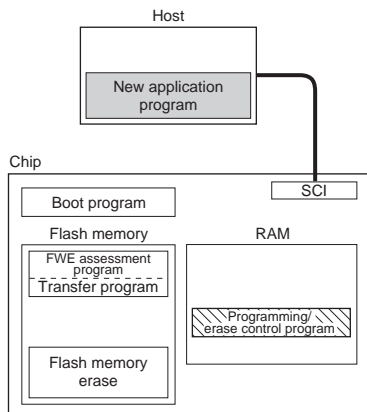 Host
New application
program
Chip
SCI
Boot program
Flash memory
RAM
FWE assessment
program
Transfer program
Programming/
erase control program
Flash memory
erase